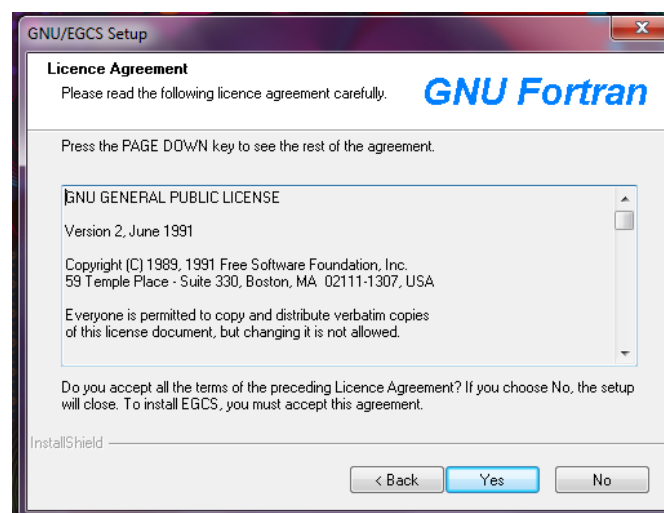 GNU/EGCS Setup
Licence Agreement
Please read the following licence agreement carefully.
GNU Fortran
Press the PAGE DOWN key to see the rest of the agreement.
GNU GENERAL PUBLIC LICENSE
Version 2, June 1991
Copyright (C) 1989, 1991 Free Software Foundation, Inc.
59 Temple Place - Suite 330, Boston, MA  02111-1307, USA
Everyone is permitted to copy and distribute verbatim copies
of this license document, but changing it is not allowed.
Do you accept all the terms of the preceding Licence Agreement? If you choose No, the setup
will close. To install EGCS, you must accept this agreement.
InstallShield
< Back
Yes
No